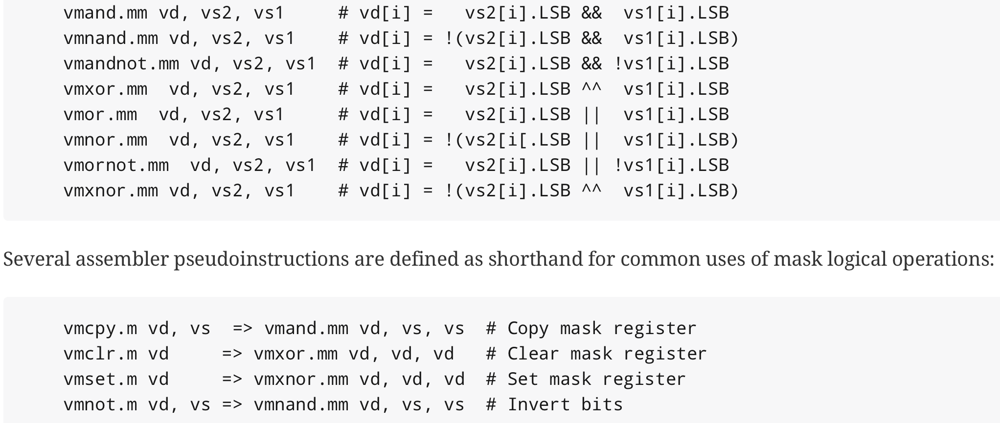 vmand.mm vd, vs2, vs1     # vd[i] =   vs2[i].LSB &&  vs1[i].LSB
vmnand.mm vd, vs2, vs1    # vd[i] = !(vs2[i].LSB &&  vs1[i].LSB)
vmandnot.mm vd, vs2, vs1  # vd[i] =   vs2[i].LSB && !vs1[i].LSB
vmxor.mm  vd, vs2, vs1    # vd[i] =   vs2[i].LSB ^^  vs1[i].LSB
vmor.mm  vd, vs2, vs1     # vd[i] =   vs2[i].LSB ||  vs1[i].LSB
vmnor.mm  vd, vs2, vs1    # vd[i] = !(vs2[i[.LSB ||  vs1[i].LSB)
vmornot.mm  vd, vs2, vs1  # vd[i] =   vs2[i].LSB || !vs1[i].LSB
vmxnor.mm vd, vs2, vs1    # vd[i] = !(vs2[i].LSB ^^  vs1[i].LSB)
Several assembler pseudoinstructions are defined as shorthand for common uses of mask logical operations:
vmcpy.m vd, vs  => vmand.mm vd, vs, vs  # Copy mask register
vmclr.m vd     => vmxor.mm vd, vd, vd   # Clear mask register
vmset.m vd     => vmxnor.mm vd, vd, vd  # Set mask register
vmnot.m vd, vs => vmnand.mm vd, vs, vs  # Invert bits